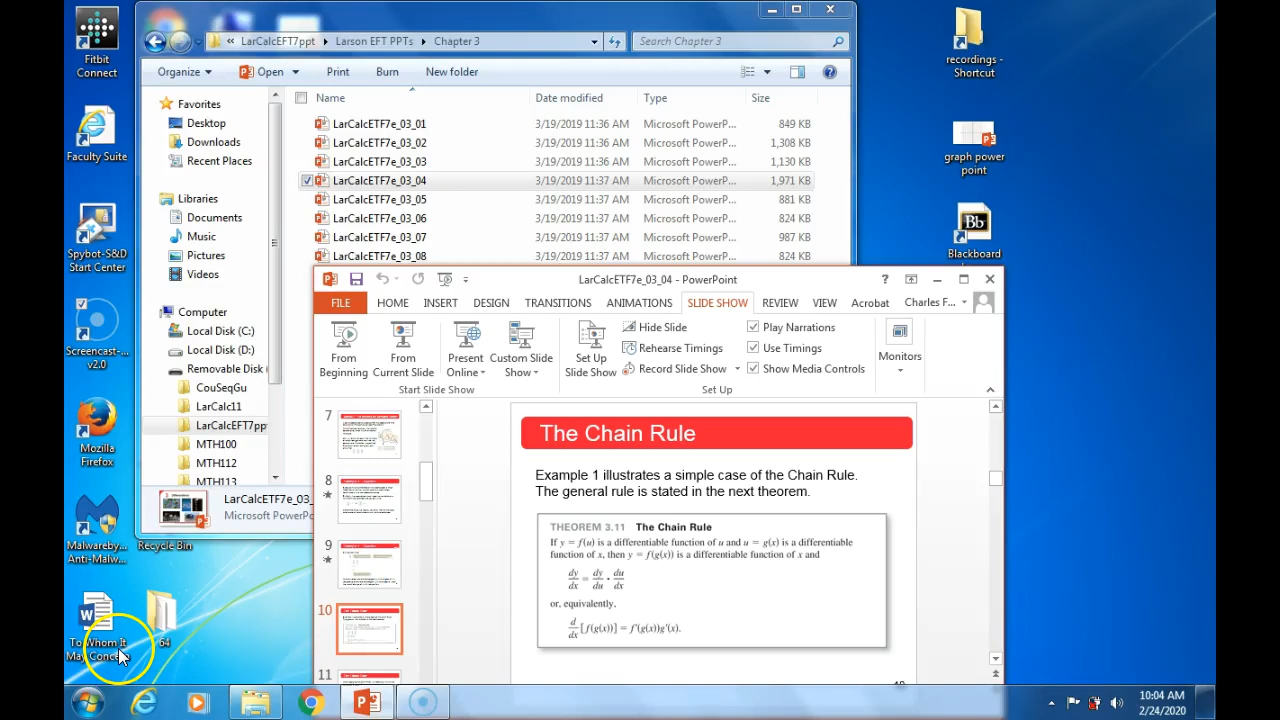 Fitbit
Connect
Faculty Suite
Spybot-S&D
Start Center
Screencast-...
v2.0
Mozilla
Firefox
Malwareby...
Anti-Malw...
To Whom It
64
Recycle Bin
recordings -
Shortcut
graph power
point
Bb
Blackboard
LarCalcEFT7ppt
Larson EFT PPTs
Chapter 3
Search Chapter 3
Organize
Open
Print
Burn
New folder
Name
Date modified
Type
Size
LarCalcETF7e_03_01 3/19/2019 11:36 AM Microsoft PowerP... 849 KB
LarCalcETF7e_03_02 3/19/2019 11:36 AM Microsoft PowerP... 1,308 KB
LarCalcETF7e_03_03 3/19/2019 11:36 AM Microsoft PowerP... 1,130 KB
LarCalcETF7e_03_04 3/19/2019 11:37 AM Microsoft PowerP... 1,971 KB
LarCalcETF7e_03_05 3/19/2019 11:37 AM Microsoft PowerP... 881 KB
LarCalcETF7e_03_06 3/19/2019 11:37 AM Microsoft PowerP... 824 KB
LarCalcETF7e_03_07 3/19/2019 11:37 AM Microsoft PowerP... 987 KB
LarCalcETF7e_03_08 3/19/2019 11:37 AM Microsoft PowerP... 824 KB
Favorites
Desktop
Downloads
Recent Places
Libraries
Documents
Music
Pictures
Videos
Computer
Local Disk (C:)
Local Disk (D:)
Removable Disk
CouSeqGu
LarCalc11
LarCalcEFT7ppt
MTH100
MTH112
MTH113
LarCalcETF7e_03_04
Microsoft PowerPo
LarCalcETF7e_03_04 - PowerPoint
FILE HOME INSERT DESIGN TRANSITIONS ANIMATIONS SLIDE SHOW REVIEW VIEW Acrobat Charles F...
From
Beginning
From
Current Slide
Present
Online
Custom Slide
Show
Set Up
Slide Show
Hide Slide
Rehearse Timings
Record Slide Show
Play Narrations
Use Timings
Show Media Controls
Monitors
Start Slide Show
Set Up
7
8
9
10
11
The Chain Rule
Example 1 illustrates a simple case of the Chain Rule.
The general rule is stated in the next theorem.
THEOREM 3.11 The Chain Rule
If y = f(u) is a differentiable function of u and u = g(x) is a differentiable
function of x, then y = f(g(x)) is a differentiable function of x and
dy/dx = dy/du · du/dx
or, equivalently,
d/dx [f(g(x))] = f'(g(x))g'(x).
10:04 AM
2/24/2020